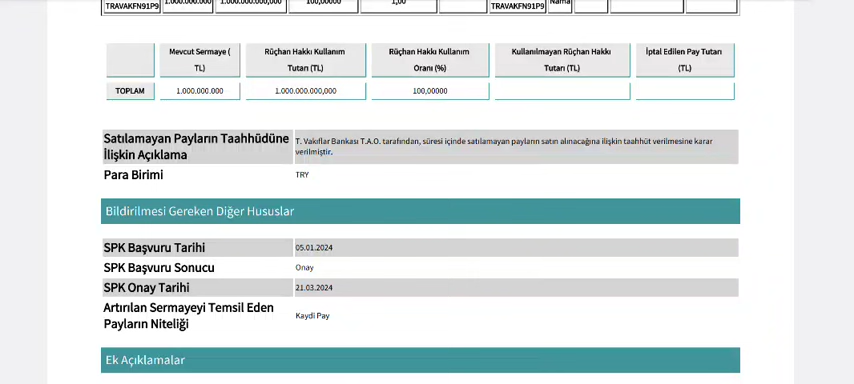 TRAVAKFN91P9 1.000.000.000 1.000.000.000,000 100,00000 1,00 TRAVAKFN91P9 Nama
Mevcut Sermaye ( TL) Rüçhan Hakkı Kullanım Tutarı (TL) Rüçhan Hakkı Kullanım Oranı (%) Kullanılmayan Rüçhan Hakkı Tutarı (TL) İptal Edilen Pay Tutarı (TL)
TOPLAM 1.000.000.000 1.000.000.000,000 100,00000
Satılamayan Payların Taahhüdüne
İlişkin Açıklama
T. Vakıflar Bankası T.A.O. tarafından, süresi içinde satılamayan payların satın alınacağına ilişkin taahhüt verilmesine karar
verilmiştir.
Para Birimi TRY
Bildirilmesi Gereken Diğer Hususlar
SPK Başvuru Tarihi 05.01.2024
SPK Başvuru Sonucu Onay
SPK Onay Tarihi 21.03.2024
Artırılan Sermayeyi Temsil Eden
Payların Niteliği
Kaydi Pay
Ek Açıklamalar